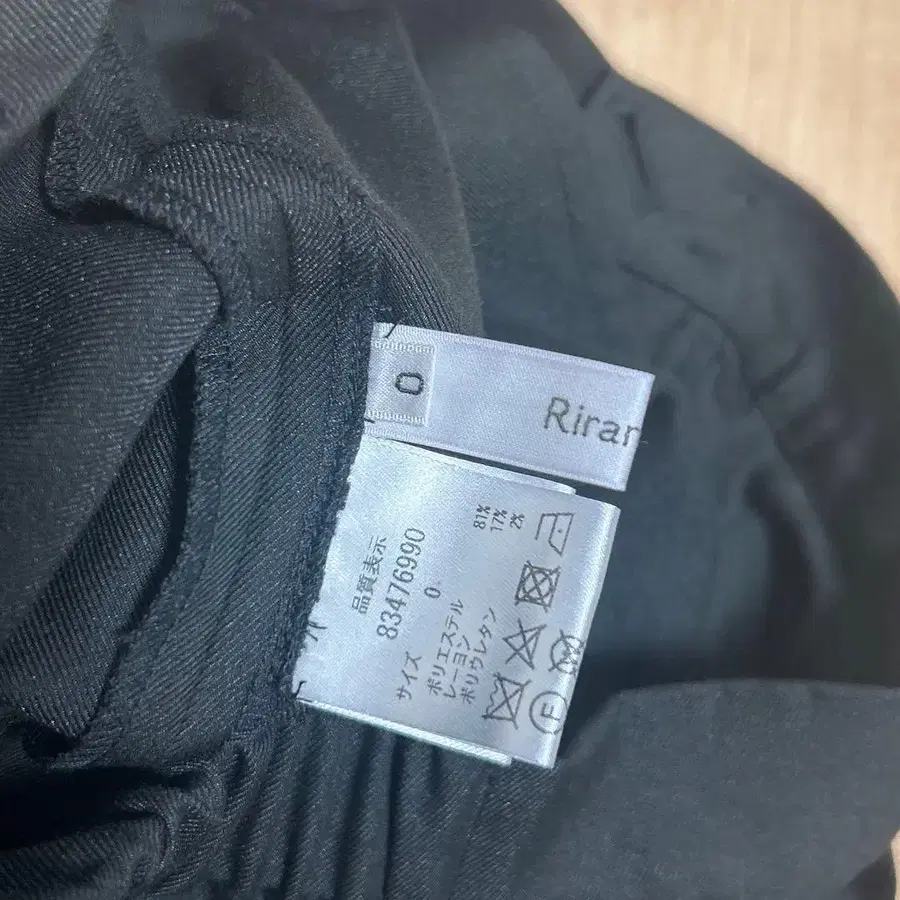 0
Riran
品質表示
83476990
サイズ 0
ポリエステル 81%
レーヨン 17%
ポリウレタン 2%
F